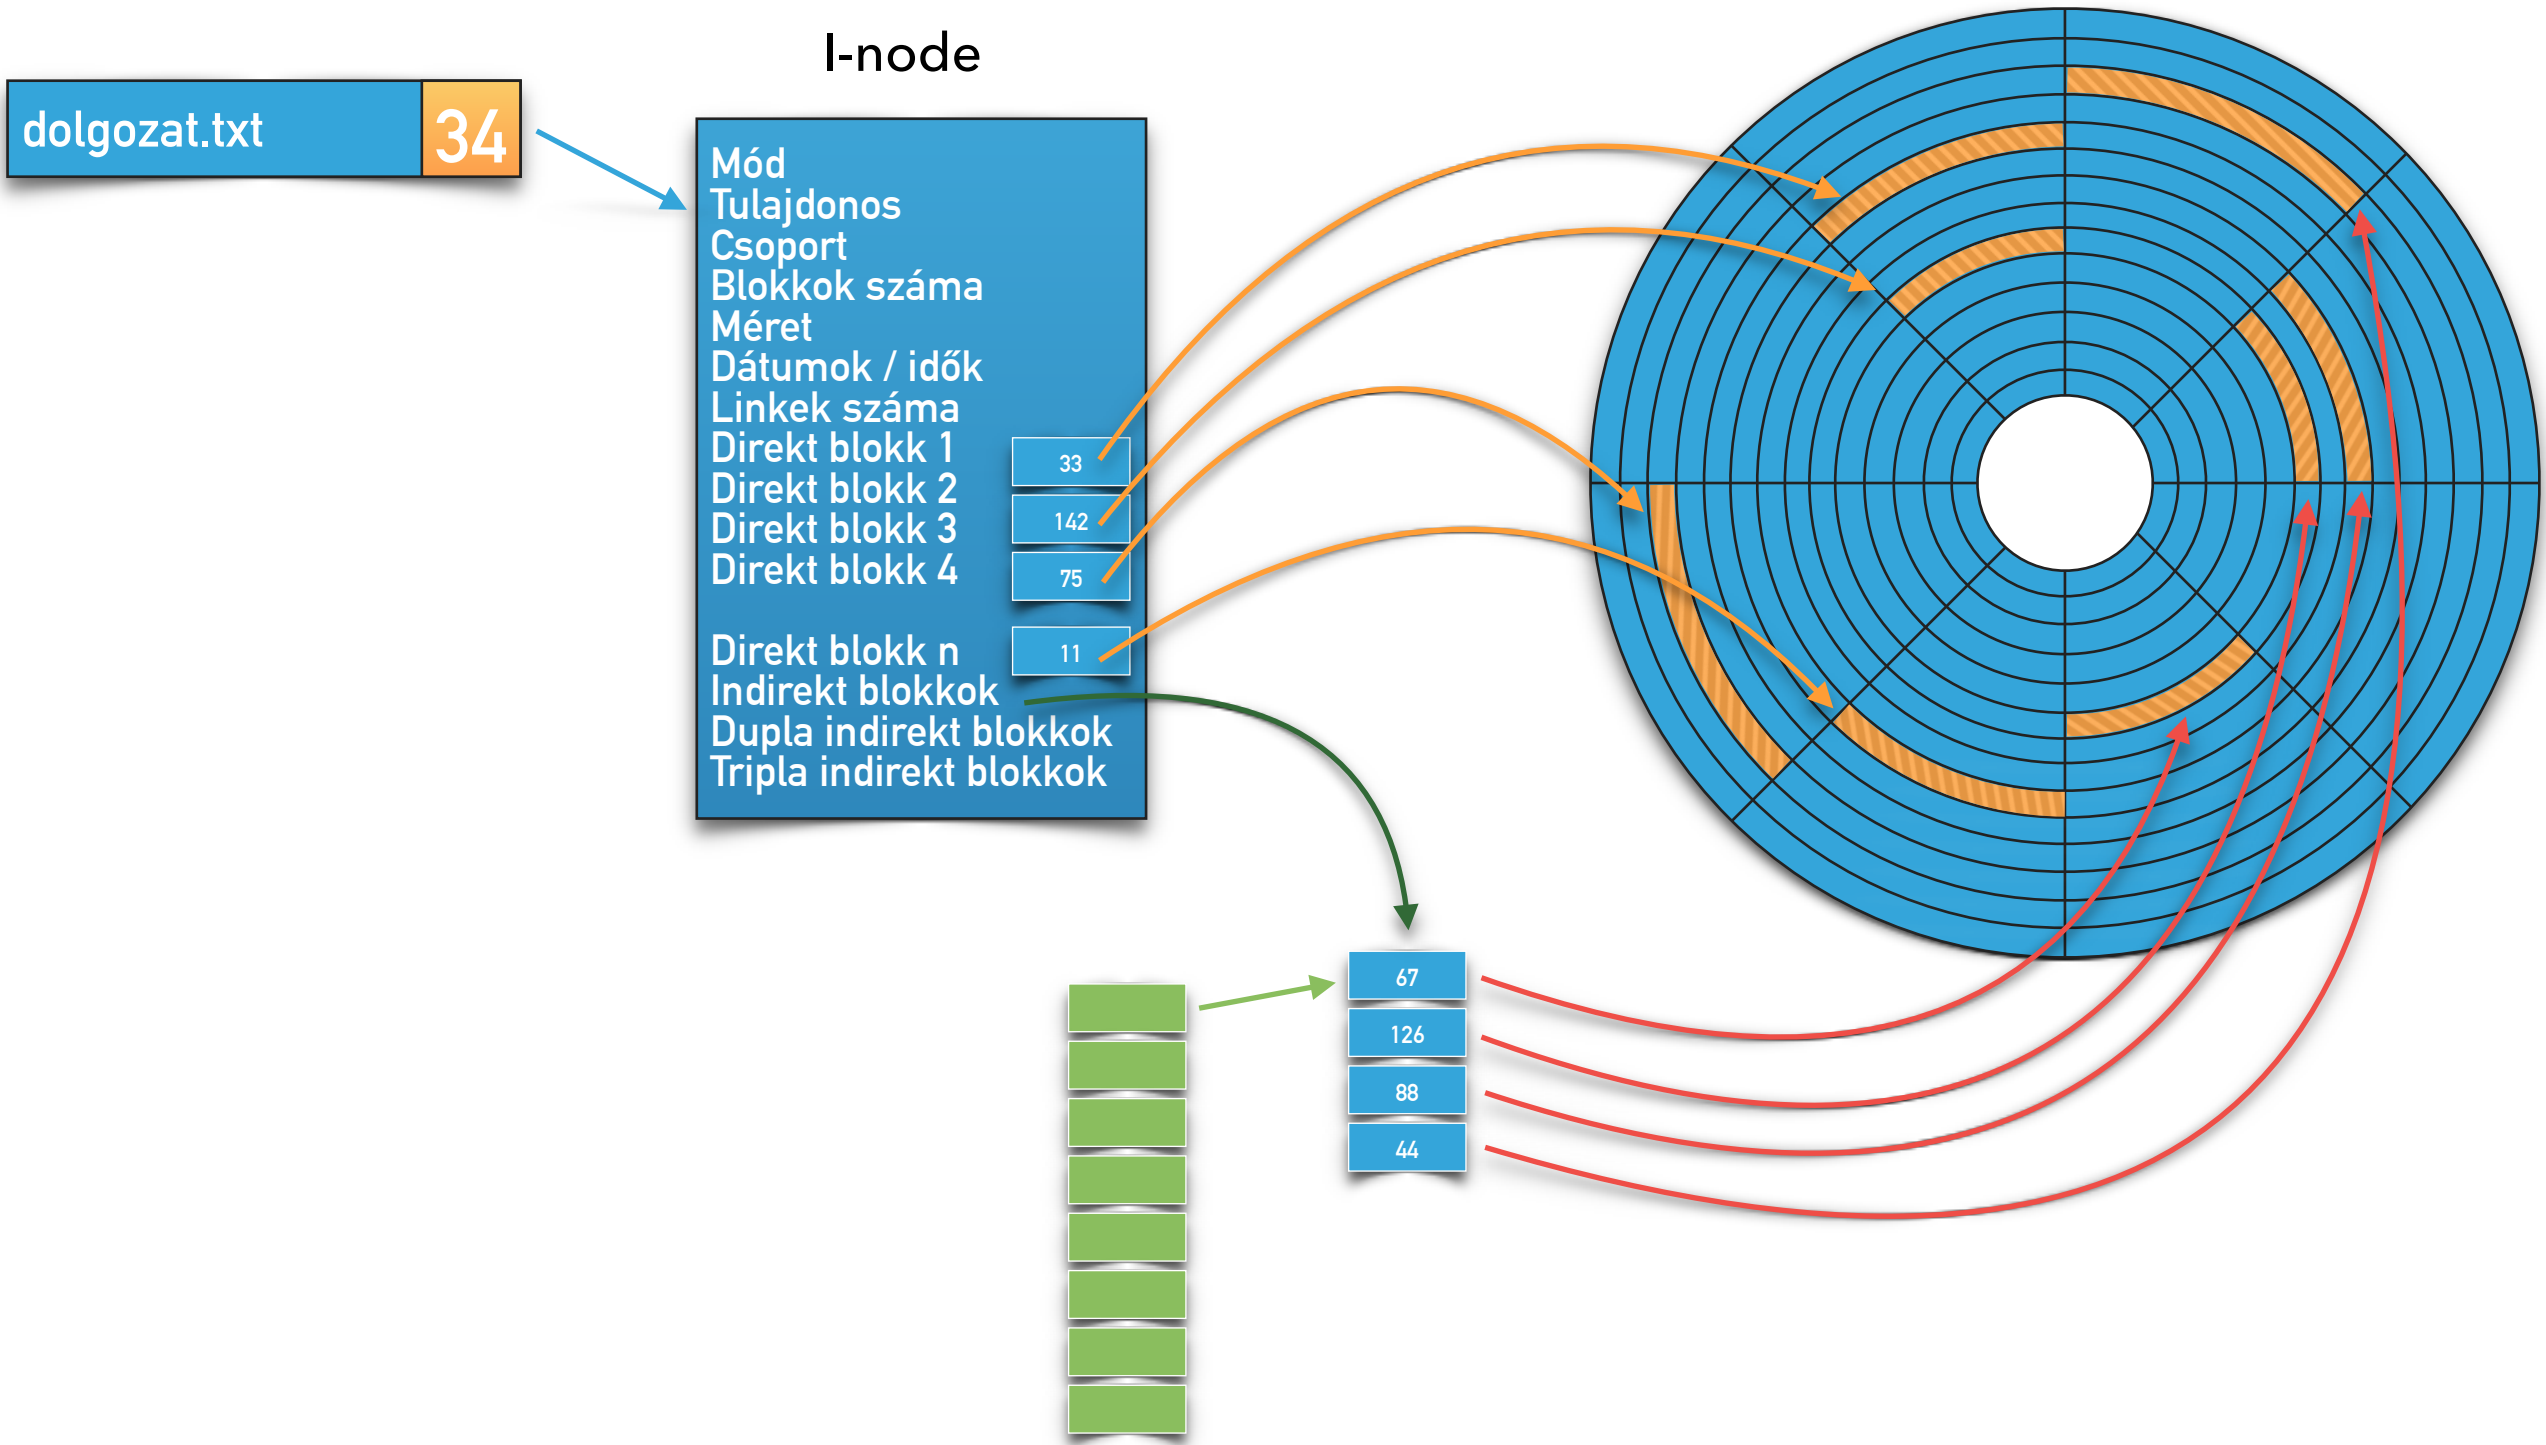 I-node
dolgozat.txt
34
Mód
Tulajdonos
Csoport
Blokkok száma
Méret
Dátumok / idők
Linkek száma
Direkt blokk 1
33
Direkt blokk 2
142
Direkt blokk 3
Direkt blokk 4
75
Direkt blokk n
11
Indirekt blokkok
Dupla indirekt blokkok
Tripla indirekt blokkok
67
126
88
44